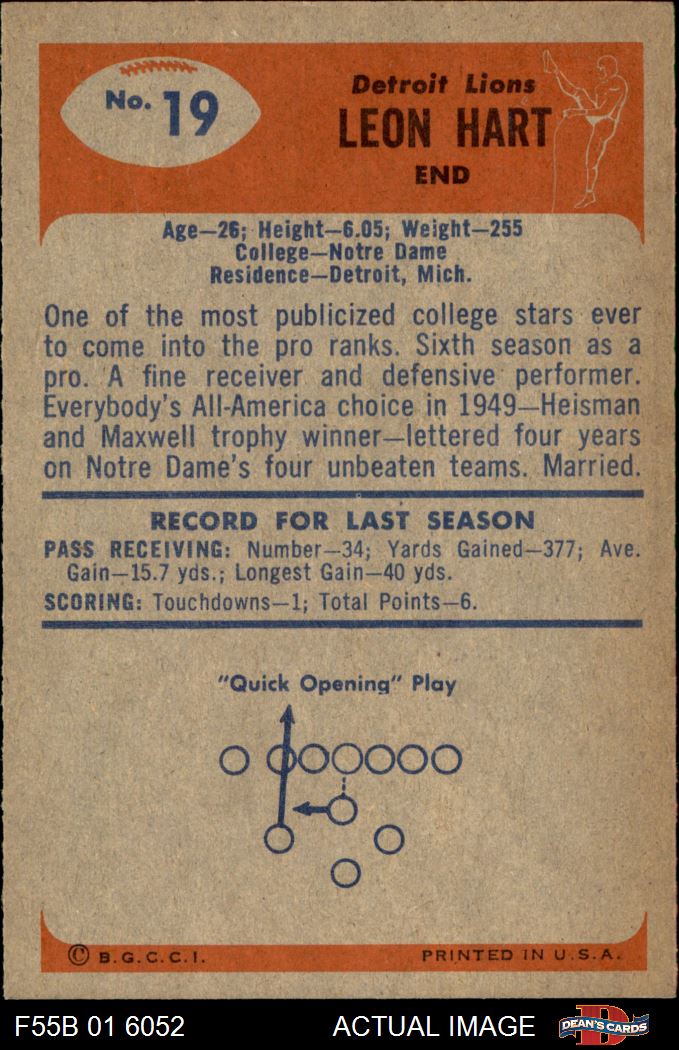 No. 19
Detroit Lions
LEON HART
END
Age—26; Height—6.05; Weight—255
College—Notre Dame
Residence—Detroit, Mich.
One of the most publicized college stars ever
to come into the pro ranks. Sixth season as a
pro. A fine receiver and defensive performer.
Everybody's All-America choice in 1949—Heisman
and Maxwell trophy winner—lettered four years
on Notre Dame's four unbeaten teams. Married.
RECORD FOR LAST SEASON
PASS RECEIVING: Number—34; Yards Gained—377; Ave.
Gain—15.7 yds.; Longest Gain—40 yds.
SCORING: Touchdowns—1; Total Points—6.
"Quick Opening" Play
© B.G.C.C.I.
PRINTED IN U.S.A.
F55B 01 6052
ACTUAL IMAGE
D
DEAN'S CARDS